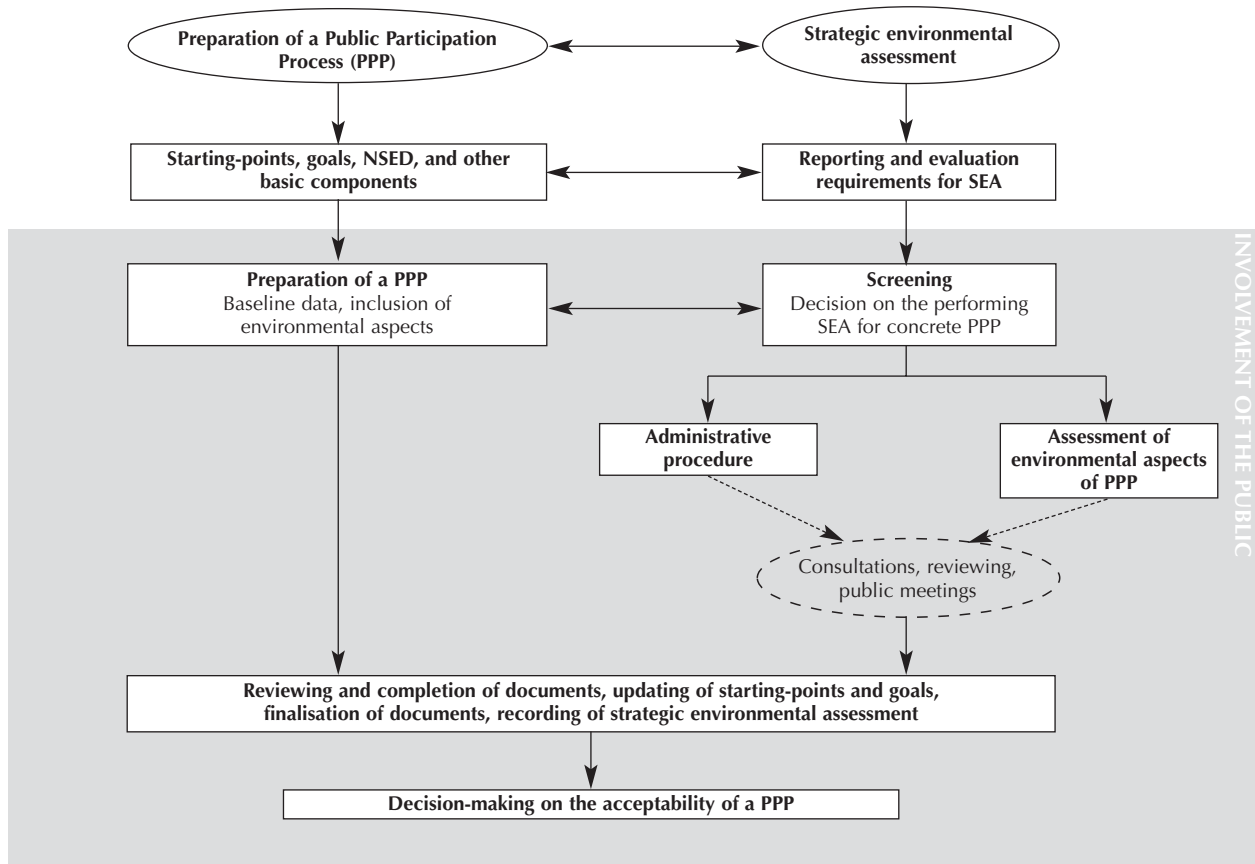 Preparation of a Public Participation
Process (PPP)
Strategic environmental
assessment
Starting-points, goals, NSED, and other
basic components
Reporting and evaluation
requirements for SEA
Preparation of a PPP
Baseline data, inclusion of
environmental aspects
Screening
Decision on the performing
SEA for concrete PPP
INVOLVEMENT OF THE PUBLIC
Administrative
procedure
Assessment of
environmental aspects
of PPP
Consultations, reviewing,
public meetings
Reviewing and completion of documents, updating of starting-points and goals,
finalisation of documents, recording of strategic environmental assessment
Decision-making on the acceptability of a PPP